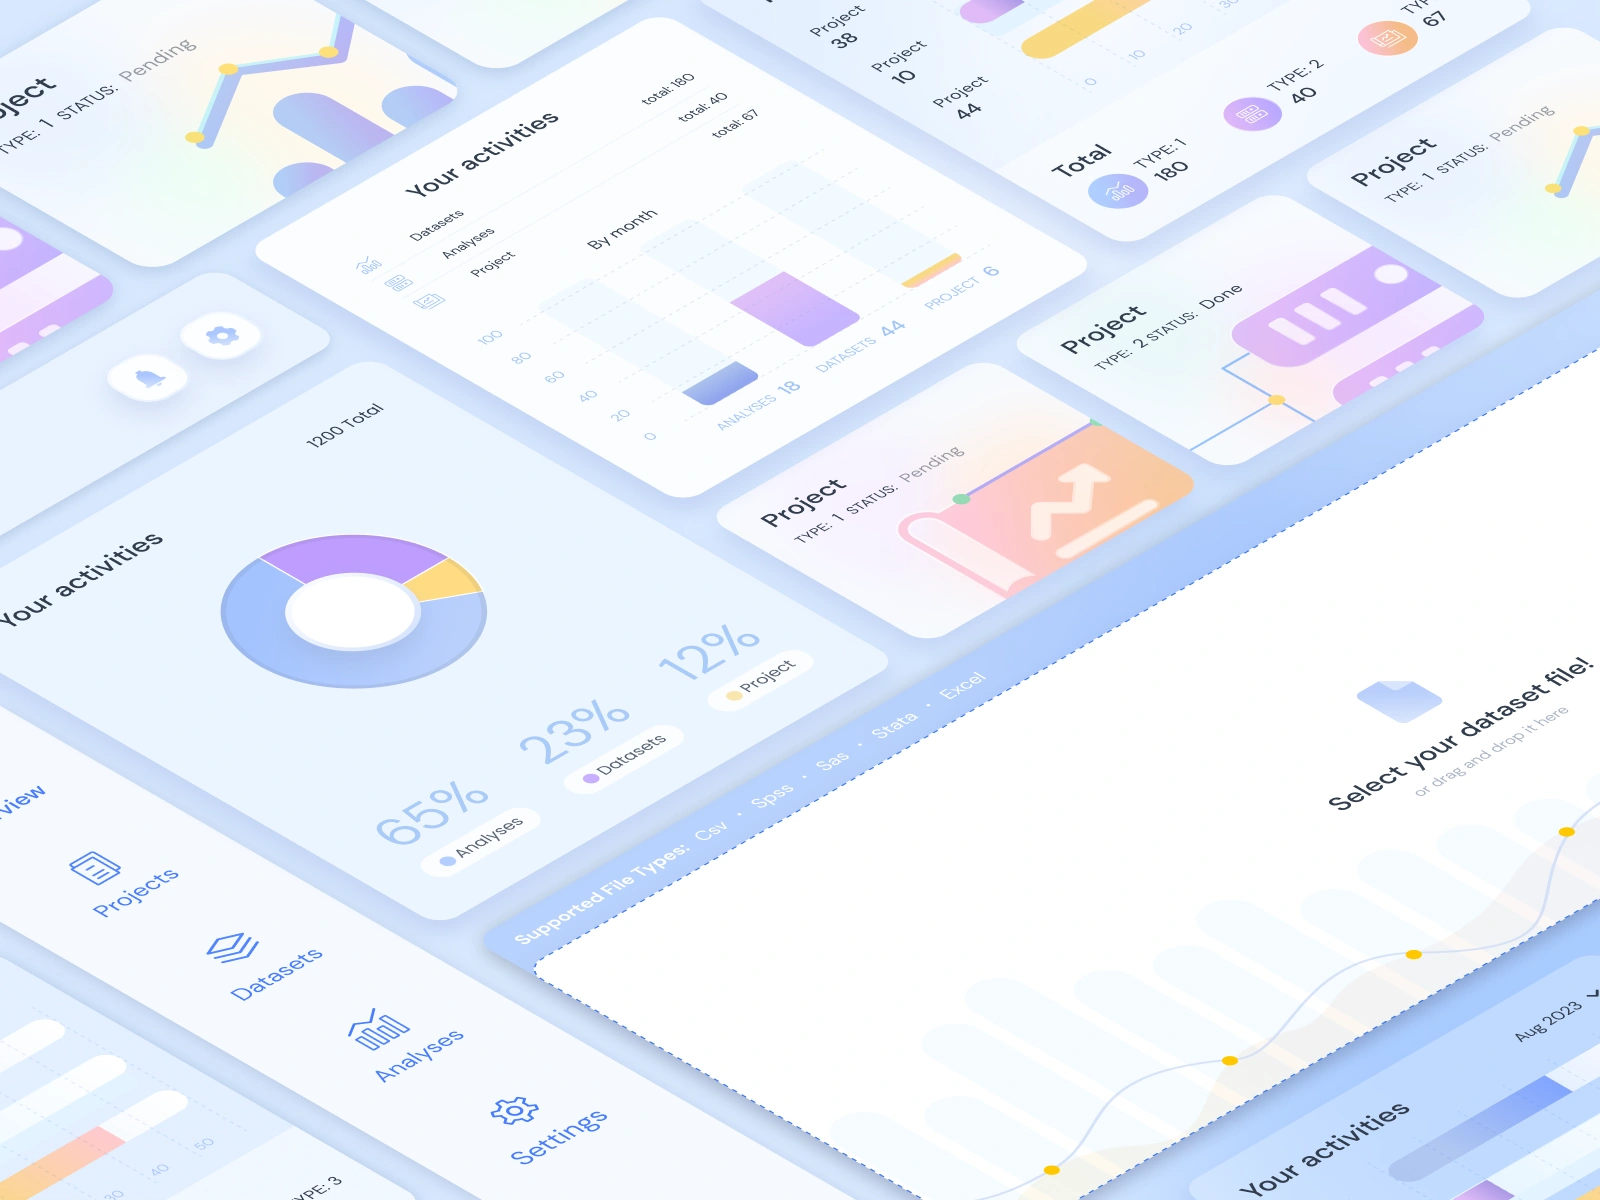 Project
TYPE: 1 STATUS: Pending
Your activities
Datasets total: 180
Analyses total: 40
Project total: 67
By month
100
80
60
40
20
0
ANALYSES 18
DATASETS 44
PROJECT 6
Project
38
Project
10
Project
44
0
10
20
30
Total
TYPE: 1
180
TYPE: 2
40
67
Project
TYPE: 1 STATUS: Pending
Project
TYPE: 2 STATUS: Done
Project
TYPE: 1 STATUS: Pending
Your activities
1200 Total
65%
Analyses
23%
Datasets
12%
Project
Projects
Datasets
Analyses
Settings
Supported File Types: Csv • Spss • Sas • Stata • Excel
Select your dataset file!
or drag and drop it here
Your activities
Aug 2023
30
40
50
TYPE: 3